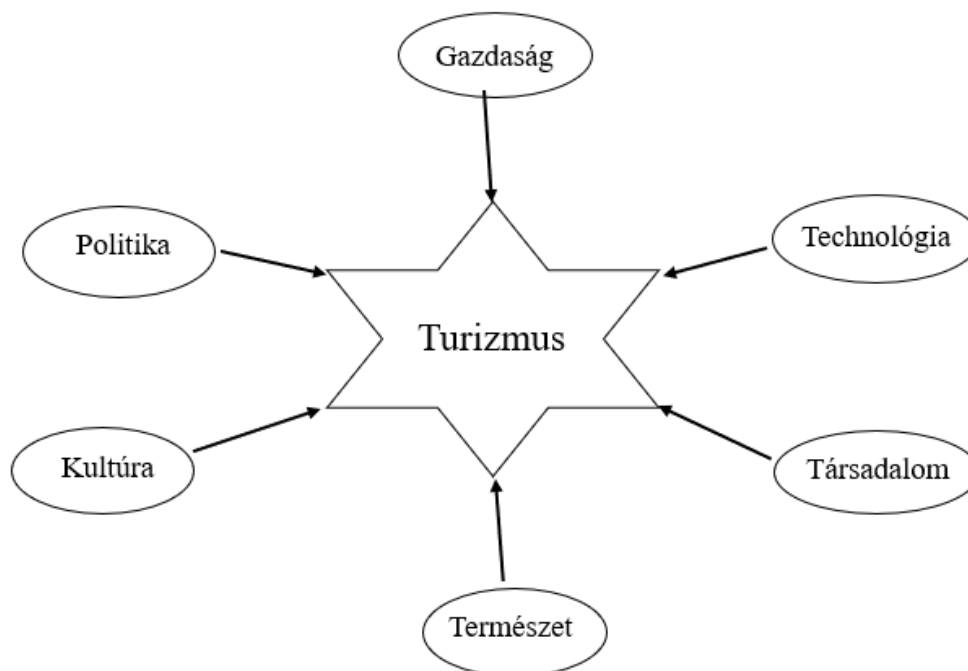 Gazdaság
Politika
Technológia
Turizmus
Kultúra
Társadalom
Természet